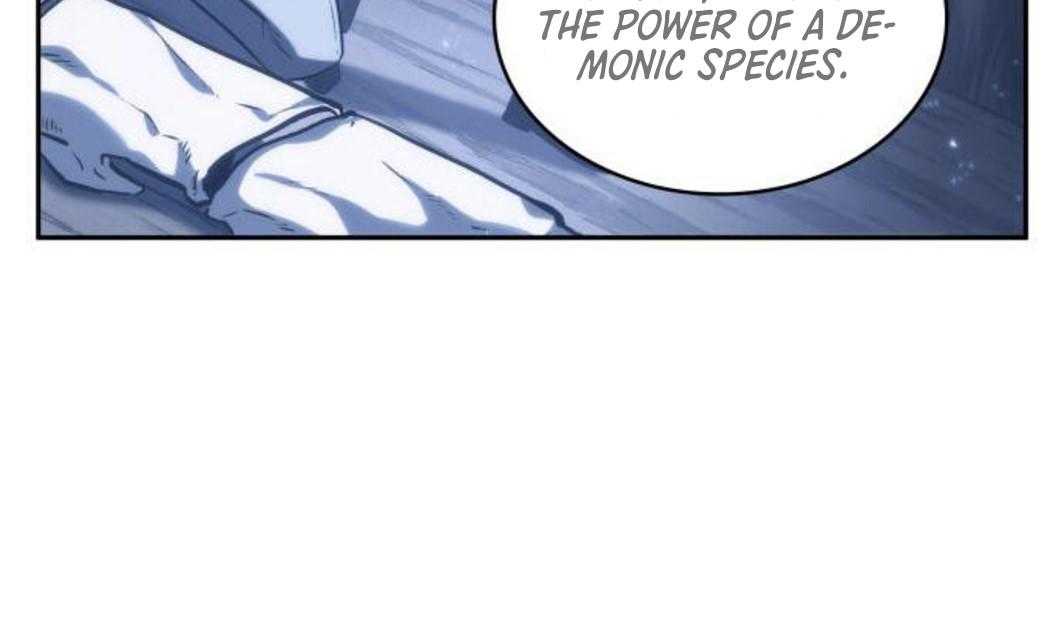 THE POWER OF A DE-
MONIC SPECIES.